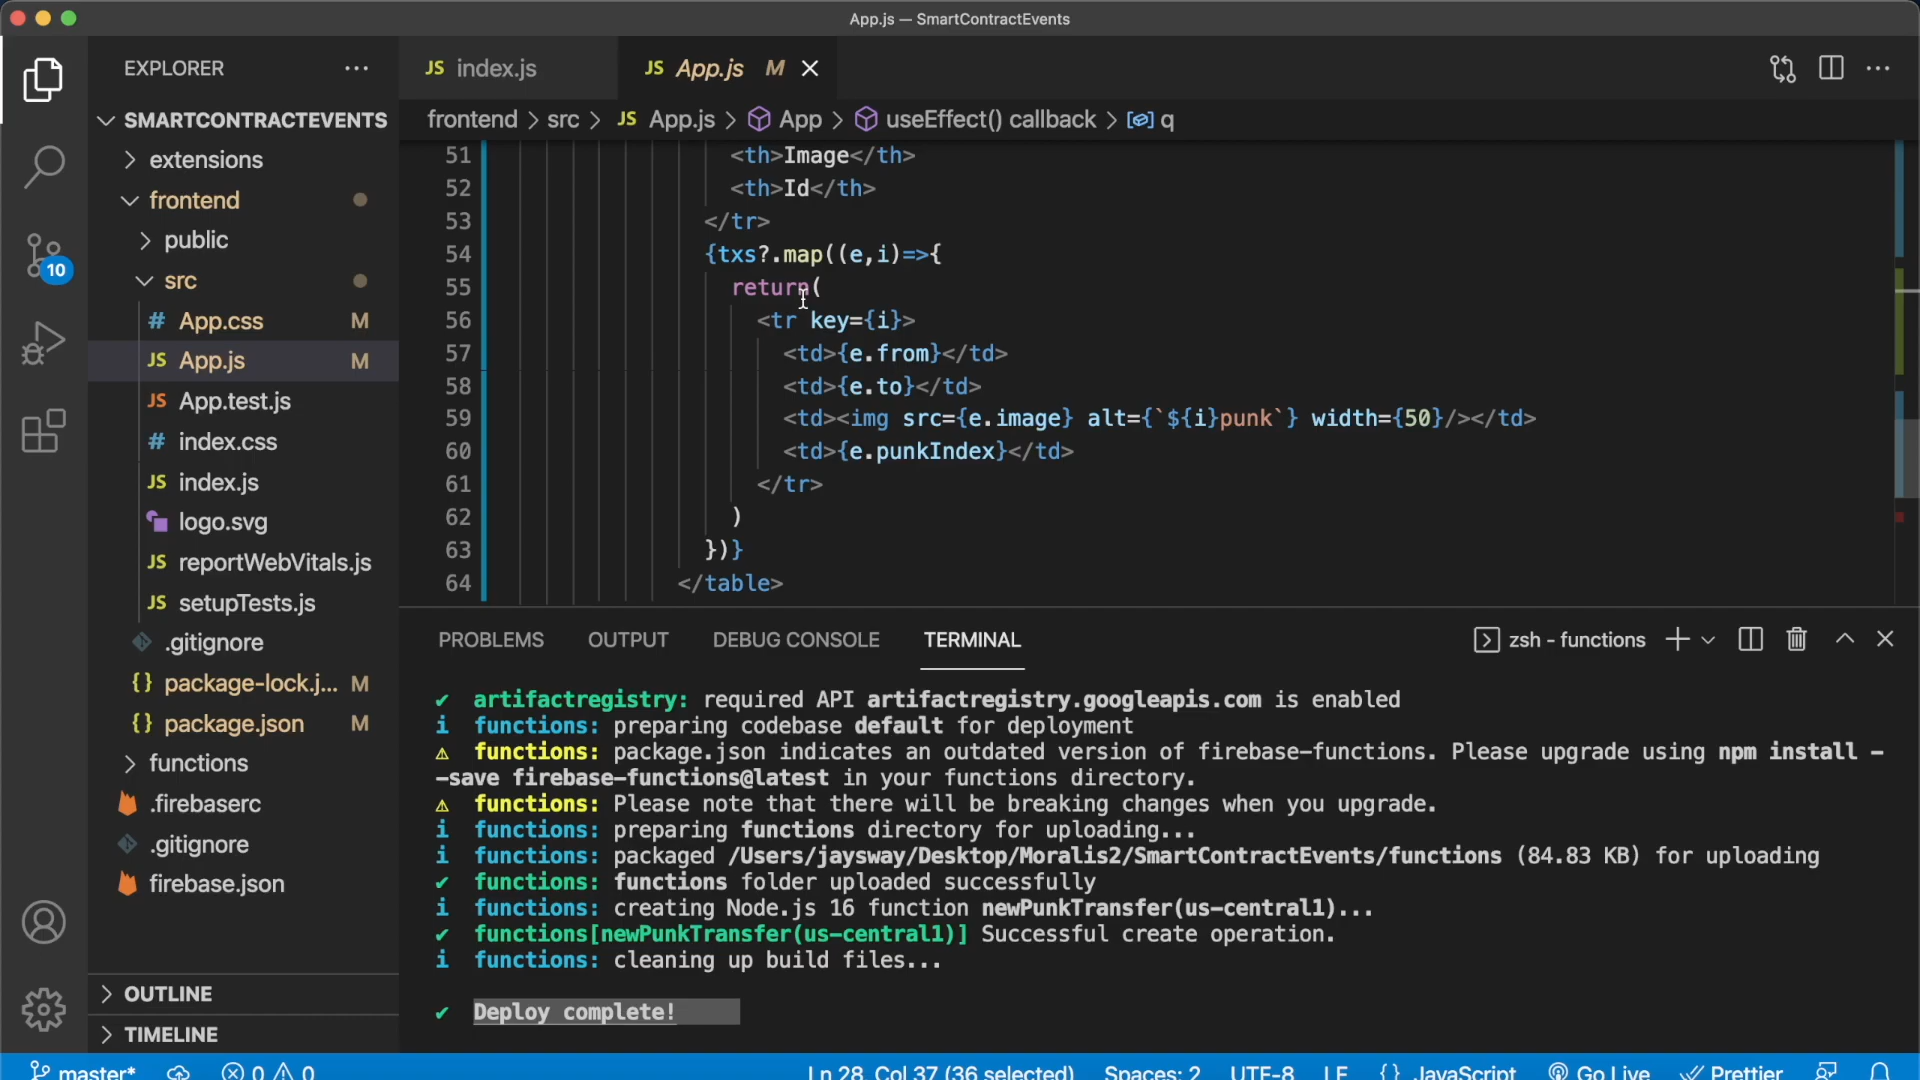 App.js — SmartContractEvents
EXPLORER
JS index.js
JS App.js M
frontend > src > JS App.js > App > useEffect() callback > q
SMARTCONTRACTEVENTS
extensions
frontend
public
src
# App.css M
JS App.js M
JS App.test.js
# index.css
JS index.js
logo.svg
JS reportWebVitals.js
JS setupTests.js
.gitignore
{} package-lock.j... M
{} package.json M
functions
.firebaserc
.gitignore
firebase.json
OUTLINE
TIMELINE
10
51 <th>Image</th>
52 <th>Id</th>
53 </tr>
54 {txs?.map((e,i)=>{
55 return(
56 <tr key={i}>
57 <td>{e.from}</td>
58 <td>{e.to}</td>
59 <td><img src={e.image} alt={`${i}punk`} width={50}/></td>
60 <td>{e.punkIndex}</td>
61 </tr>
62 )
63 })}
64 </table>
PROBLEMS OUTPUT DEBUG CONSOLE TERMINAL zsh - functions
✔ artifactregistry: required API artifactregistry.googleapis.com is enabled
i functions: preparing codebase default for deployment
⚠ functions: package.json indicates an outdated version of firebase-functions. Please upgrade using npm install -
-save firebase-functions@latest in your functions directory.
⚠ functions: Please note that there will be breaking changes when you upgrade.
i functions: preparing functions directory for uploading...
i functions: packaged /Users/jaysway/Desktop/Moralis2/SmartContractEvents/functions (84.83 KB) for uploading
✔ functions: functions folder uploaded successfully
i functions: creating Node.js 16 function newPunkTransfer(us-central1)...
✔ functions[newPunkTransfer(us-central1)] Successful create operation.
i functions: cleaning up build files...
✔ Deploy complete!
master* 0 0 Ln 28, Col 37 (36 selected) Spaces: 2 UTF-8 LF {} JavaScript Go Live Prettier